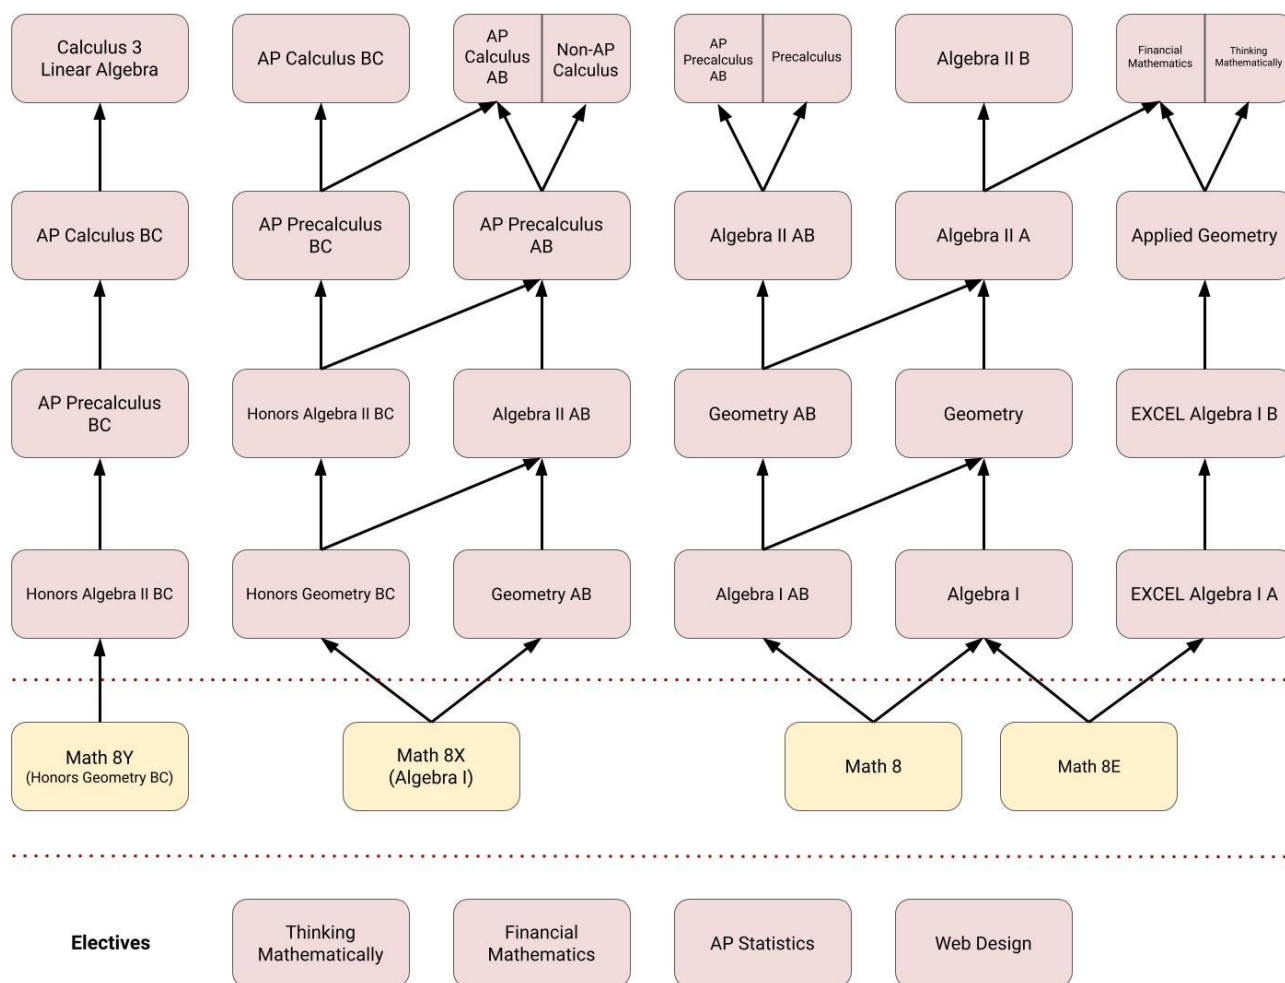 Calculus 3
Linear Algebra
AP Calculus BC
AP
Calculus
AB
Non-AP
Calculus
AP
Precalculus
AB
Precalculus
Algebra II B
Financial
Mathematics
Thinking
Mathematically
AP Calculus BC
AP Precalculus
BC
AP Precalculus
AB
Algebra II AB
Algebra II A
Applied Geometry
AP Precalculus
BC
Honors Algebra II BC
Algebra II AB
Geometry AB
Geometry
EXCEL Algebra I B
Honors Algebra II BC
Honors Geometry BC
Geometry AB
Algebra I AB
Algebra I
EXCEL Algebra I A
Math 8Y
(Honors Geometry BC)
Math 8X
(Algebra I)
Math 8
Math 8E
Electives
Thinking
Mathematically
Financial
Mathematics
AP Statistics
Web Design